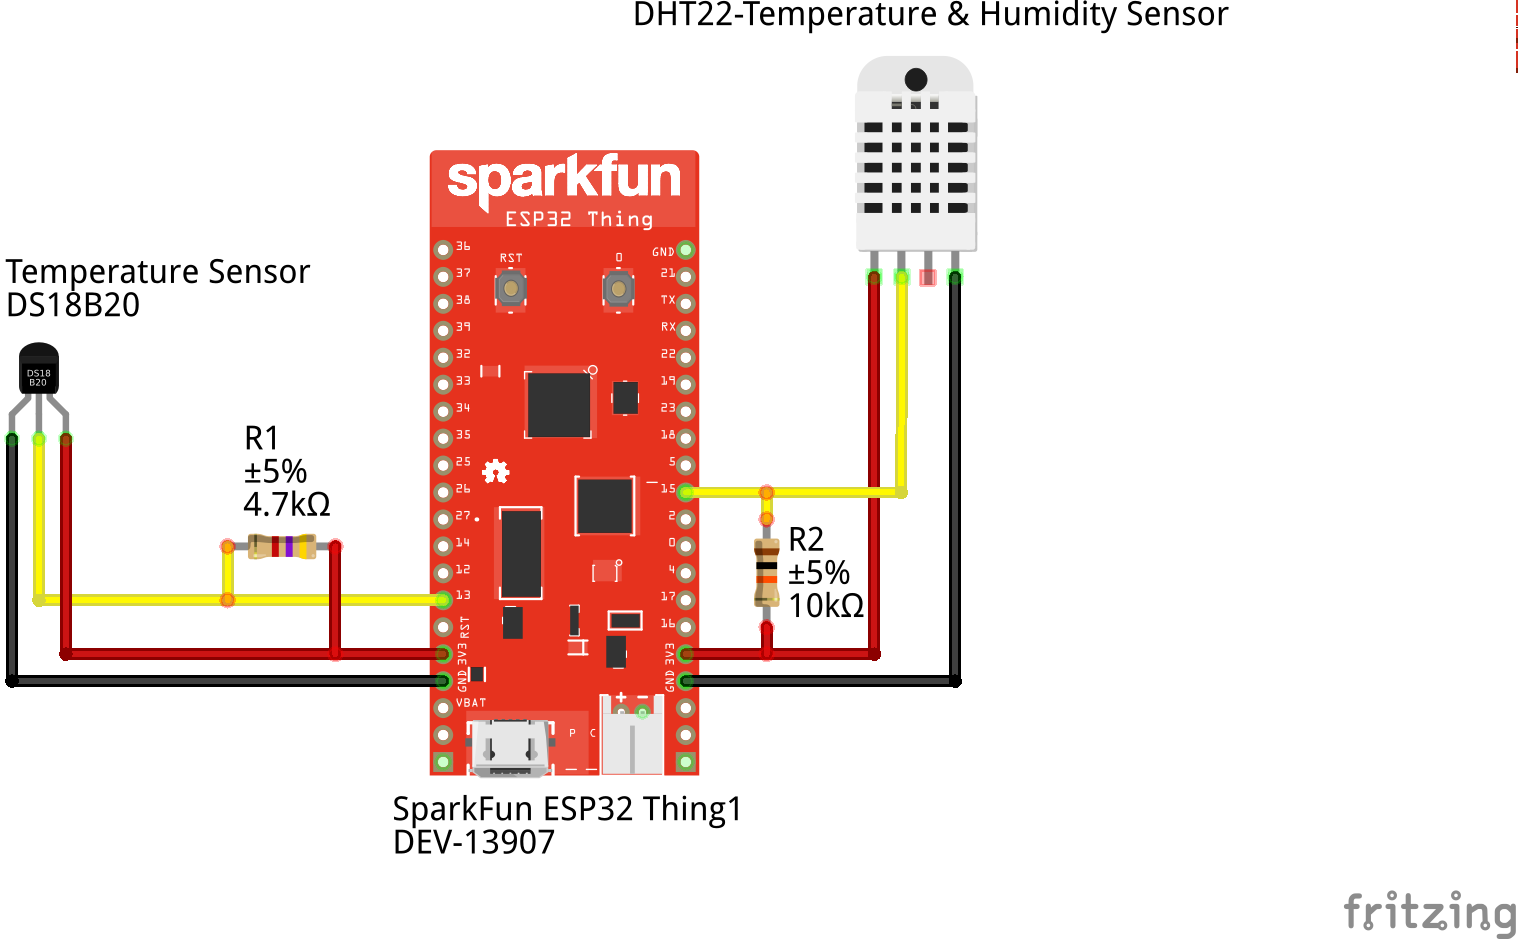 DHT22-Temperature & Humidity Sensor
sparkfun
ESP32 Thing
Temperature Sensor
DS18B20
DS18
B20
R1
±5%
4.7kΩ
RST
0
36
37
38
39
32
33
34
35
25
26
27
14
12
13
RST
3V3
GND
VBAT
GND
21
TX
RX
22
19
23
18
5
15
2
0
4
17
16
3V3
GND
+ -
P C
R2
±5%
10kΩ
SparkFun ESP32 Thing1
DEV-13907
fritzing